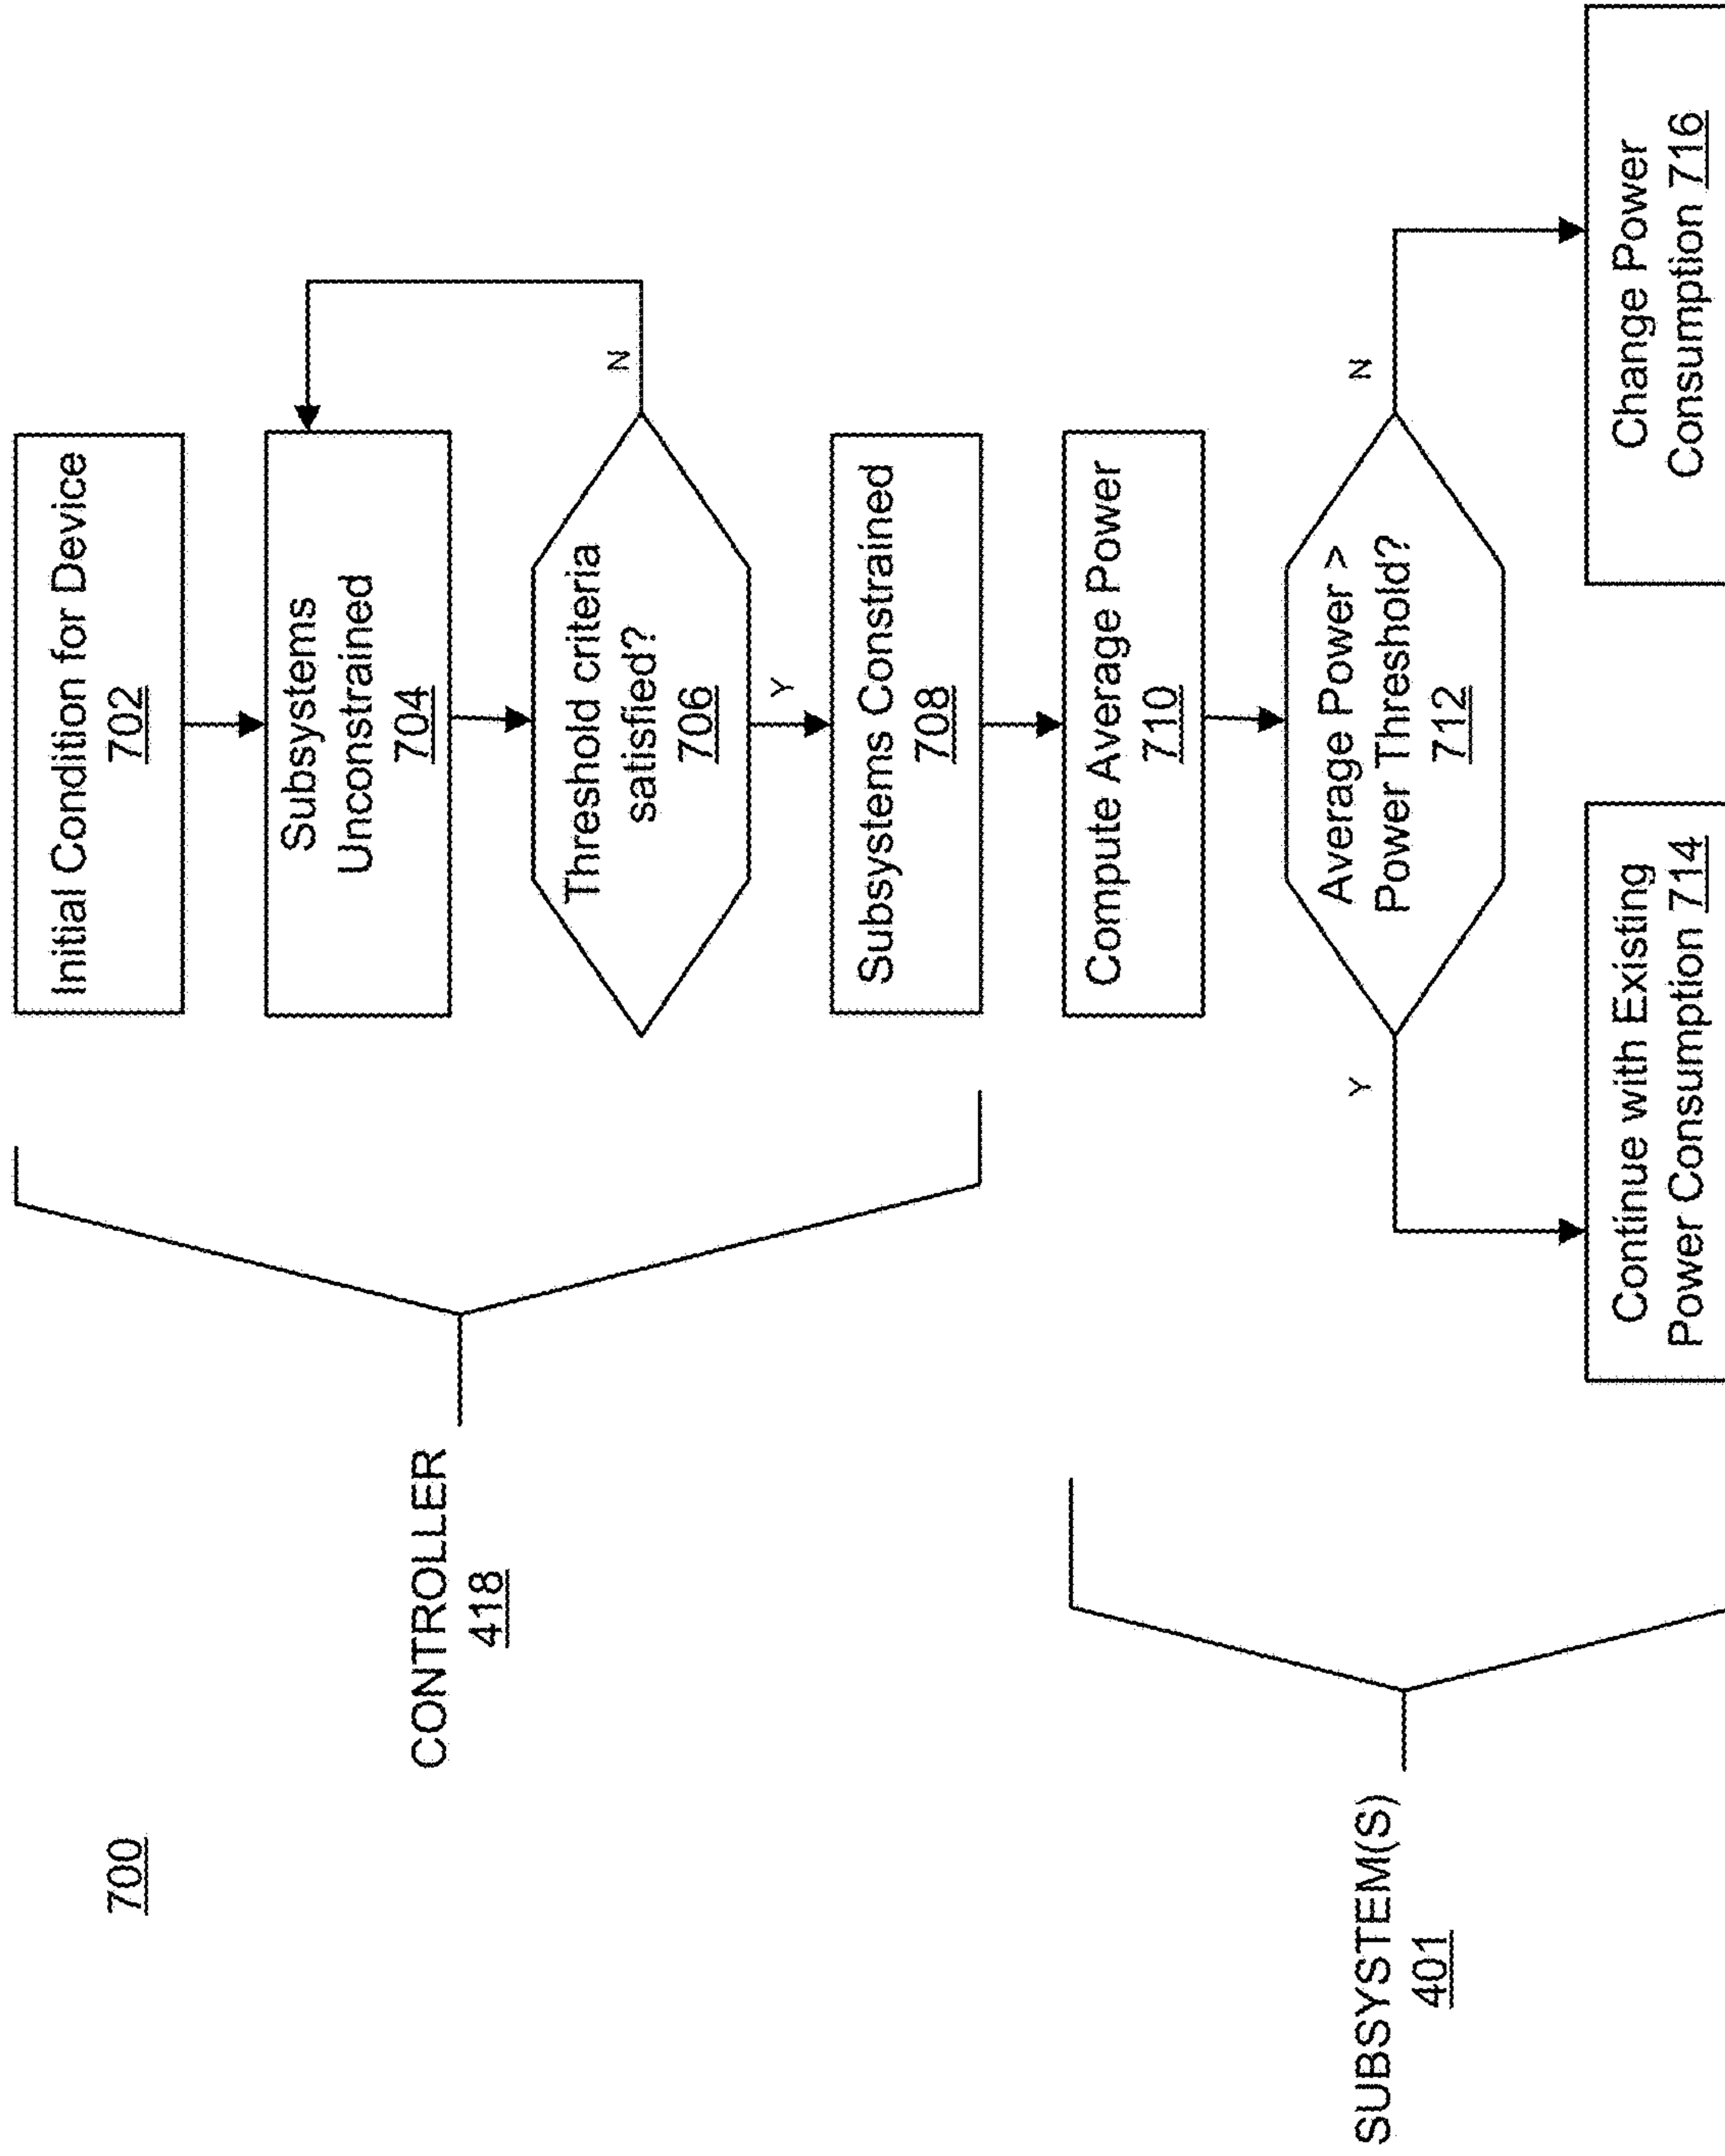 700
CONTROLLER
418
SUBSYSTEM(S)
401
Initial Condition for Device
702
Subsystems
Unconstrained
704
Threshold criteria
satisfied?
706
N
Y
Subsystems Constrained
708
Compute Average Power
710
Average Power >
Power Threshold?
712
Y
N
Continue with Existing
Power Consumption 714
Change Power
Consumption 716